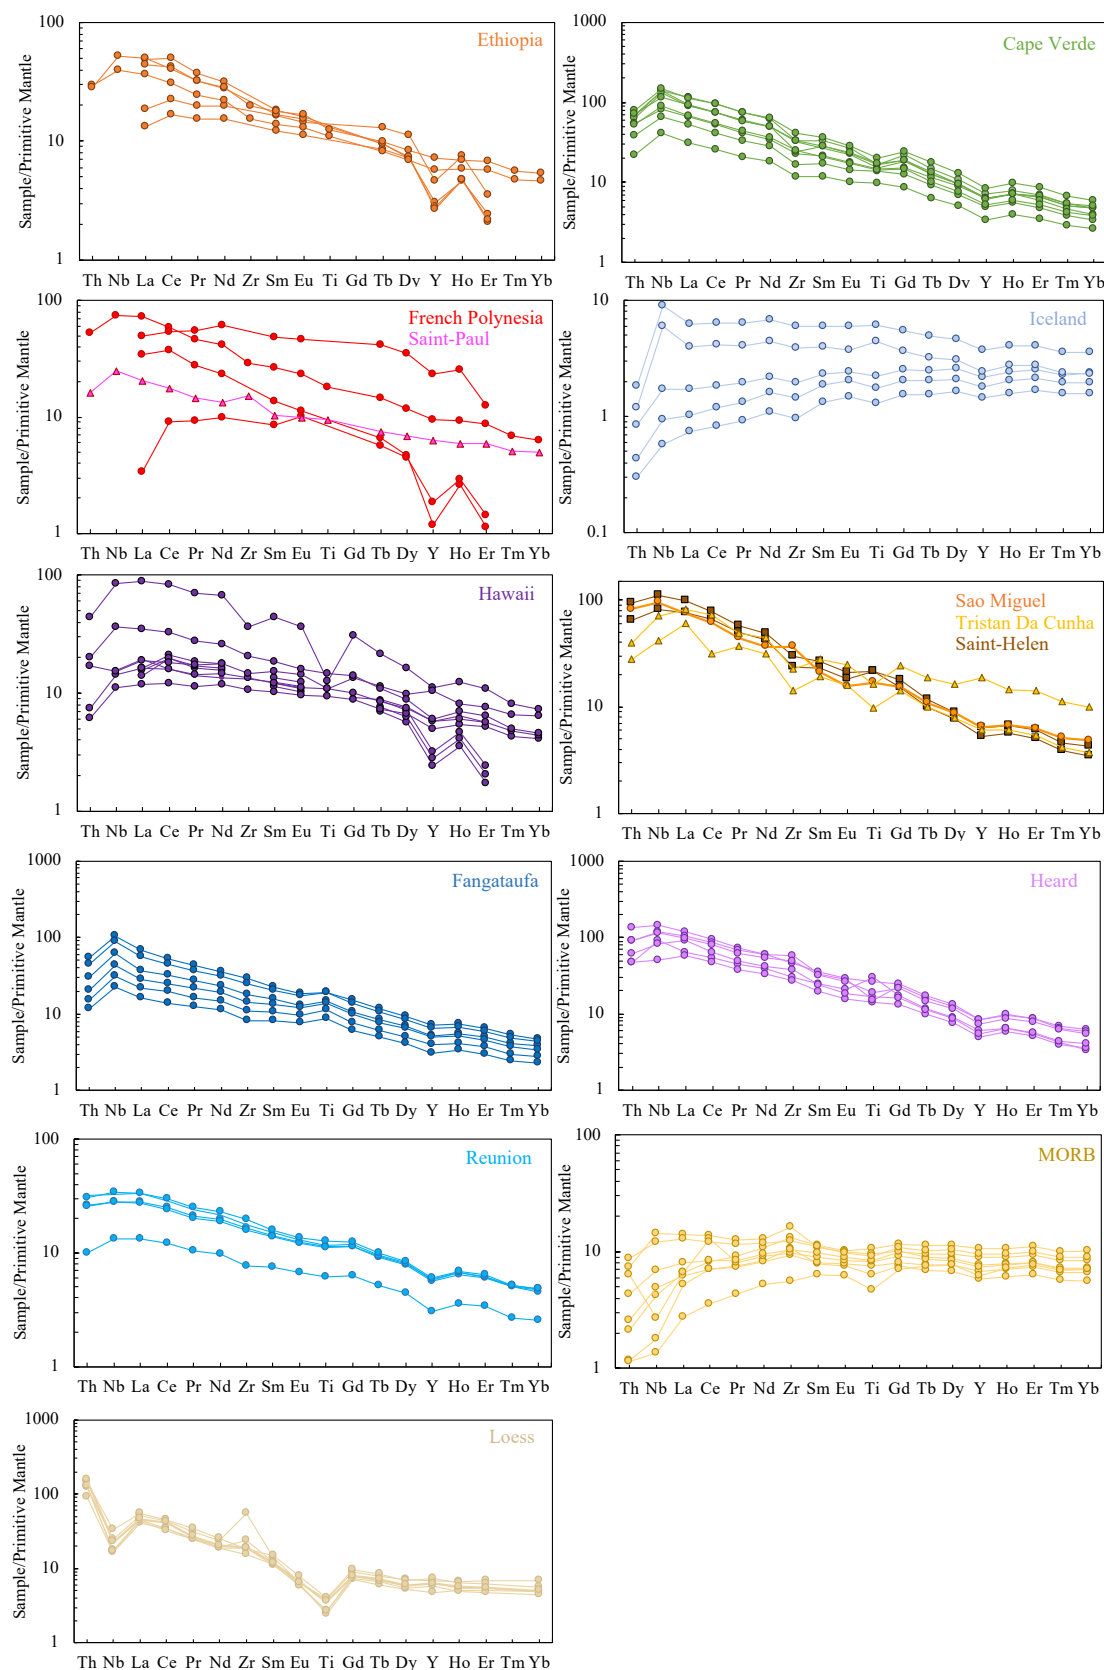 100
10
1
Sample/Primitive Mantle
Ethiopia
Th Nb La Ce Pr Nd Zr Sm Eu Ti Gd Tb Dy Y Ho Er Tm Yb
1000
100
10
1
Sample/Primitive Mantle
Cape Verde
Th Nb La Ce Pr Nd Zr Sm Eu Ti Gd Tb Dy Y Ho Er Tm Yb
100
10
1
Sample/Primitive Mantle
French Polynesia
Saint-Paul
Th Nb La Ce Pr Nd Zr Sm Eu Ti Gd Tb Dy Y Ho Er Tm Yb
10
1
0.1
Sample/Primitive Mantle
Iceland
Th Nb La Ce Pr Nd Zr Sm Eu Ti Gd Tb Dy Y Ho Er Tm Yb
100
10
1
Sample/Primitive Mantle
Hawaii
Th Nb La Ce Pr Nd Zr Sm Eu Ti Gd Tb Dy Y Ho Er Tm Yb
100
10
1
Sample/Primitive Mantle
Sao Miguel
Tristan Da Cunha
Saint-Helen
Th Nb La Ce Pr Nd Zr Sm Eu Ti Gd Tb Dy Y Ho Er Tm Yb
1000
100
10
1
Sample/Primitive Mantle
Fangataufa
Th Nb La Ce Pr Nd Zr Sm Eu Ti Gd Tb Dy Y Ho Er Tm Yb
1000
100
10
1
Sample/Primitive Mantle
Heard
Th Nb La Ce Pr Nd Zr Sm Eu Ti Gd Tb Dy Y Ho Er Tm Yb
100
10
1
Sample/Primitive Mantle
Reunion
Th Nb La Ce Pr Nd Zr Sm Eu Ti Gd Tb Dy Y Ho Er Tm Yb
100
10
1
Sample/Primitive Mantle
MORB
Th Nb La Ce Pr Nd Zr Sm Eu Ti Gd Tb Dy Y Ho Er Tm Yb
1000
100
10
1
Sample/Primitive Mantle
Loess
Th Nb La Ce Pr Nd Zr Sm Eu Ti Gd Tb Dy Y Ho Er Tm Yb